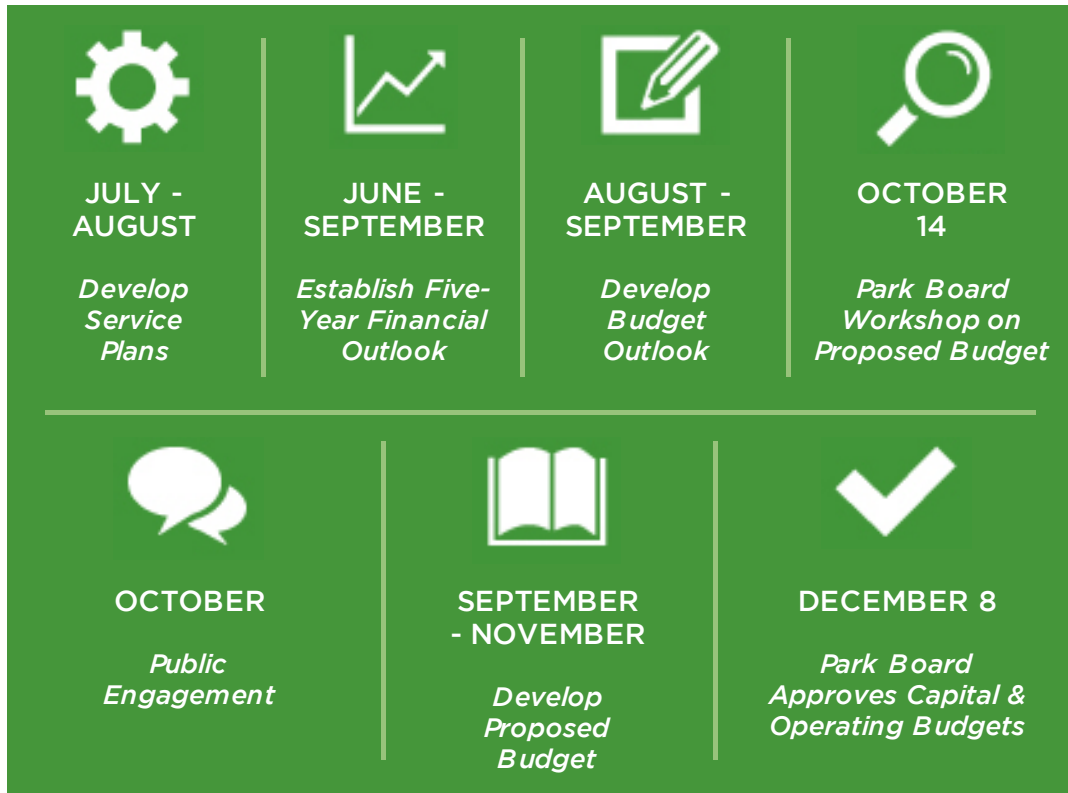 JULY -
AUGUST
Develop
Service
Plans
JUNE -
SEPTEMBER
Establish Five-
Year Financial
Outlook
AUGUST -
SEPTEMBER
Develop
Budget
Outlook
OCTOBER
14
Park Board
Workshop on
Proposed Budget
OCTOBER
Public
Engagement
SEPTEMBER
- NOVEMBER
Develop
Proposed
Budget
DECEMBER 8
Park Board
Approves Capital &
Operating Budgets